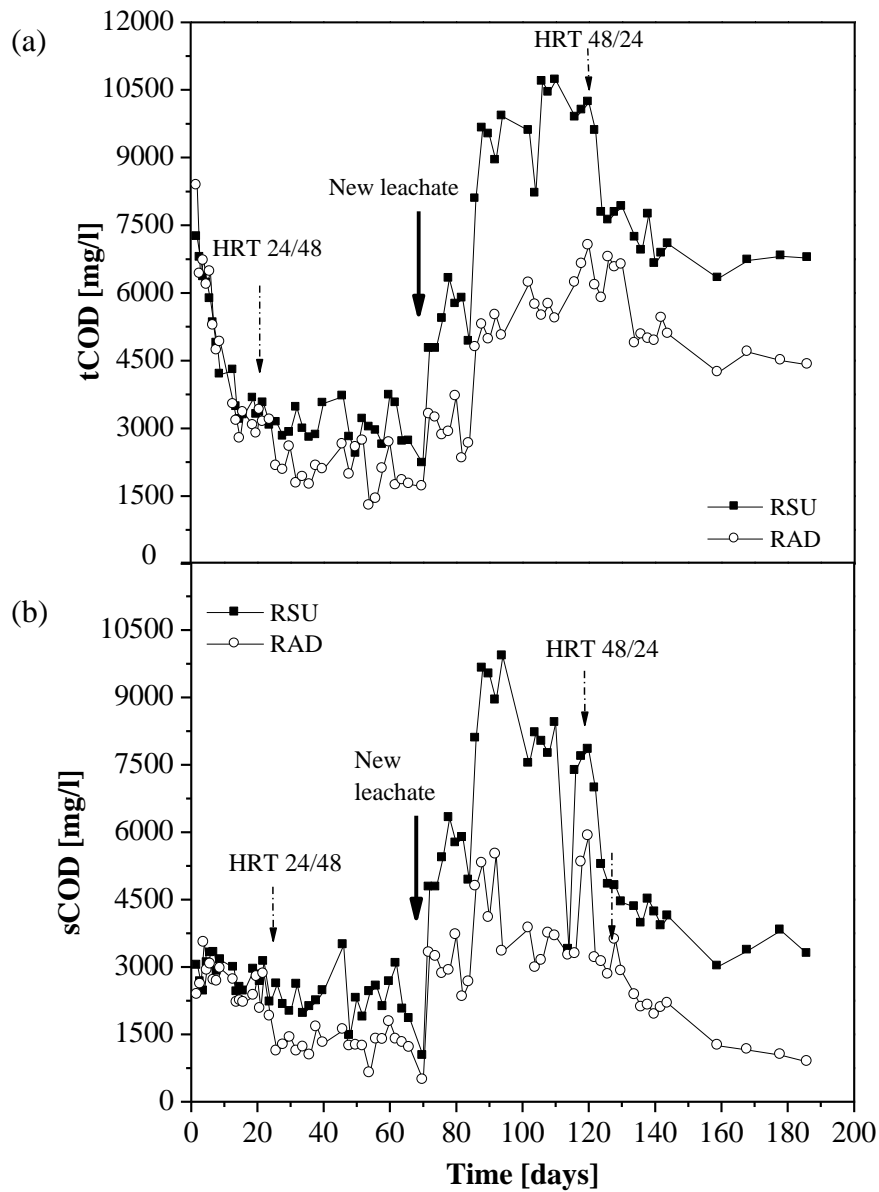 (a)
12000
10500
9000
7500
6000
4500
3000
1500
0
tCOD [mg/l]
HRT 48/24
New leachate
HRT 24/48
RSU
RAD
(b)
10500
9000
7500
6000
4500
3000
1500
0
sCOD [mg/l]
RSU
RAD
HRT 48/24
New
leachate
HRT 24/48
0 20 40 60 80 100 120 140 160 180 200
Time [days]